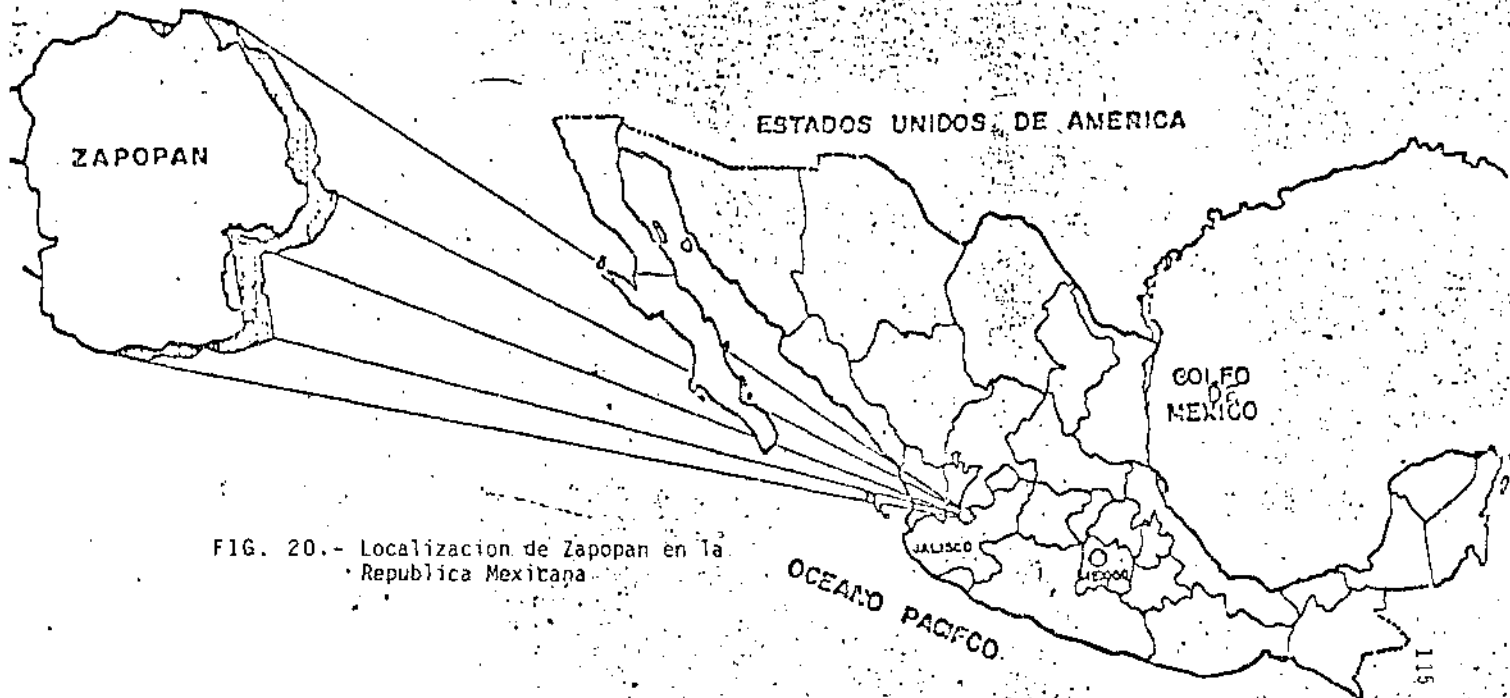 ZAPOPAN
ESTADOS UNIDOS DE AMERICA
GOLFO
DE
MEXICO
JALISCO
MEXICO
OCEANO PACIFCO
FIG. 20.- Localizacion de Zapopan en la
Republica Mexicana
115